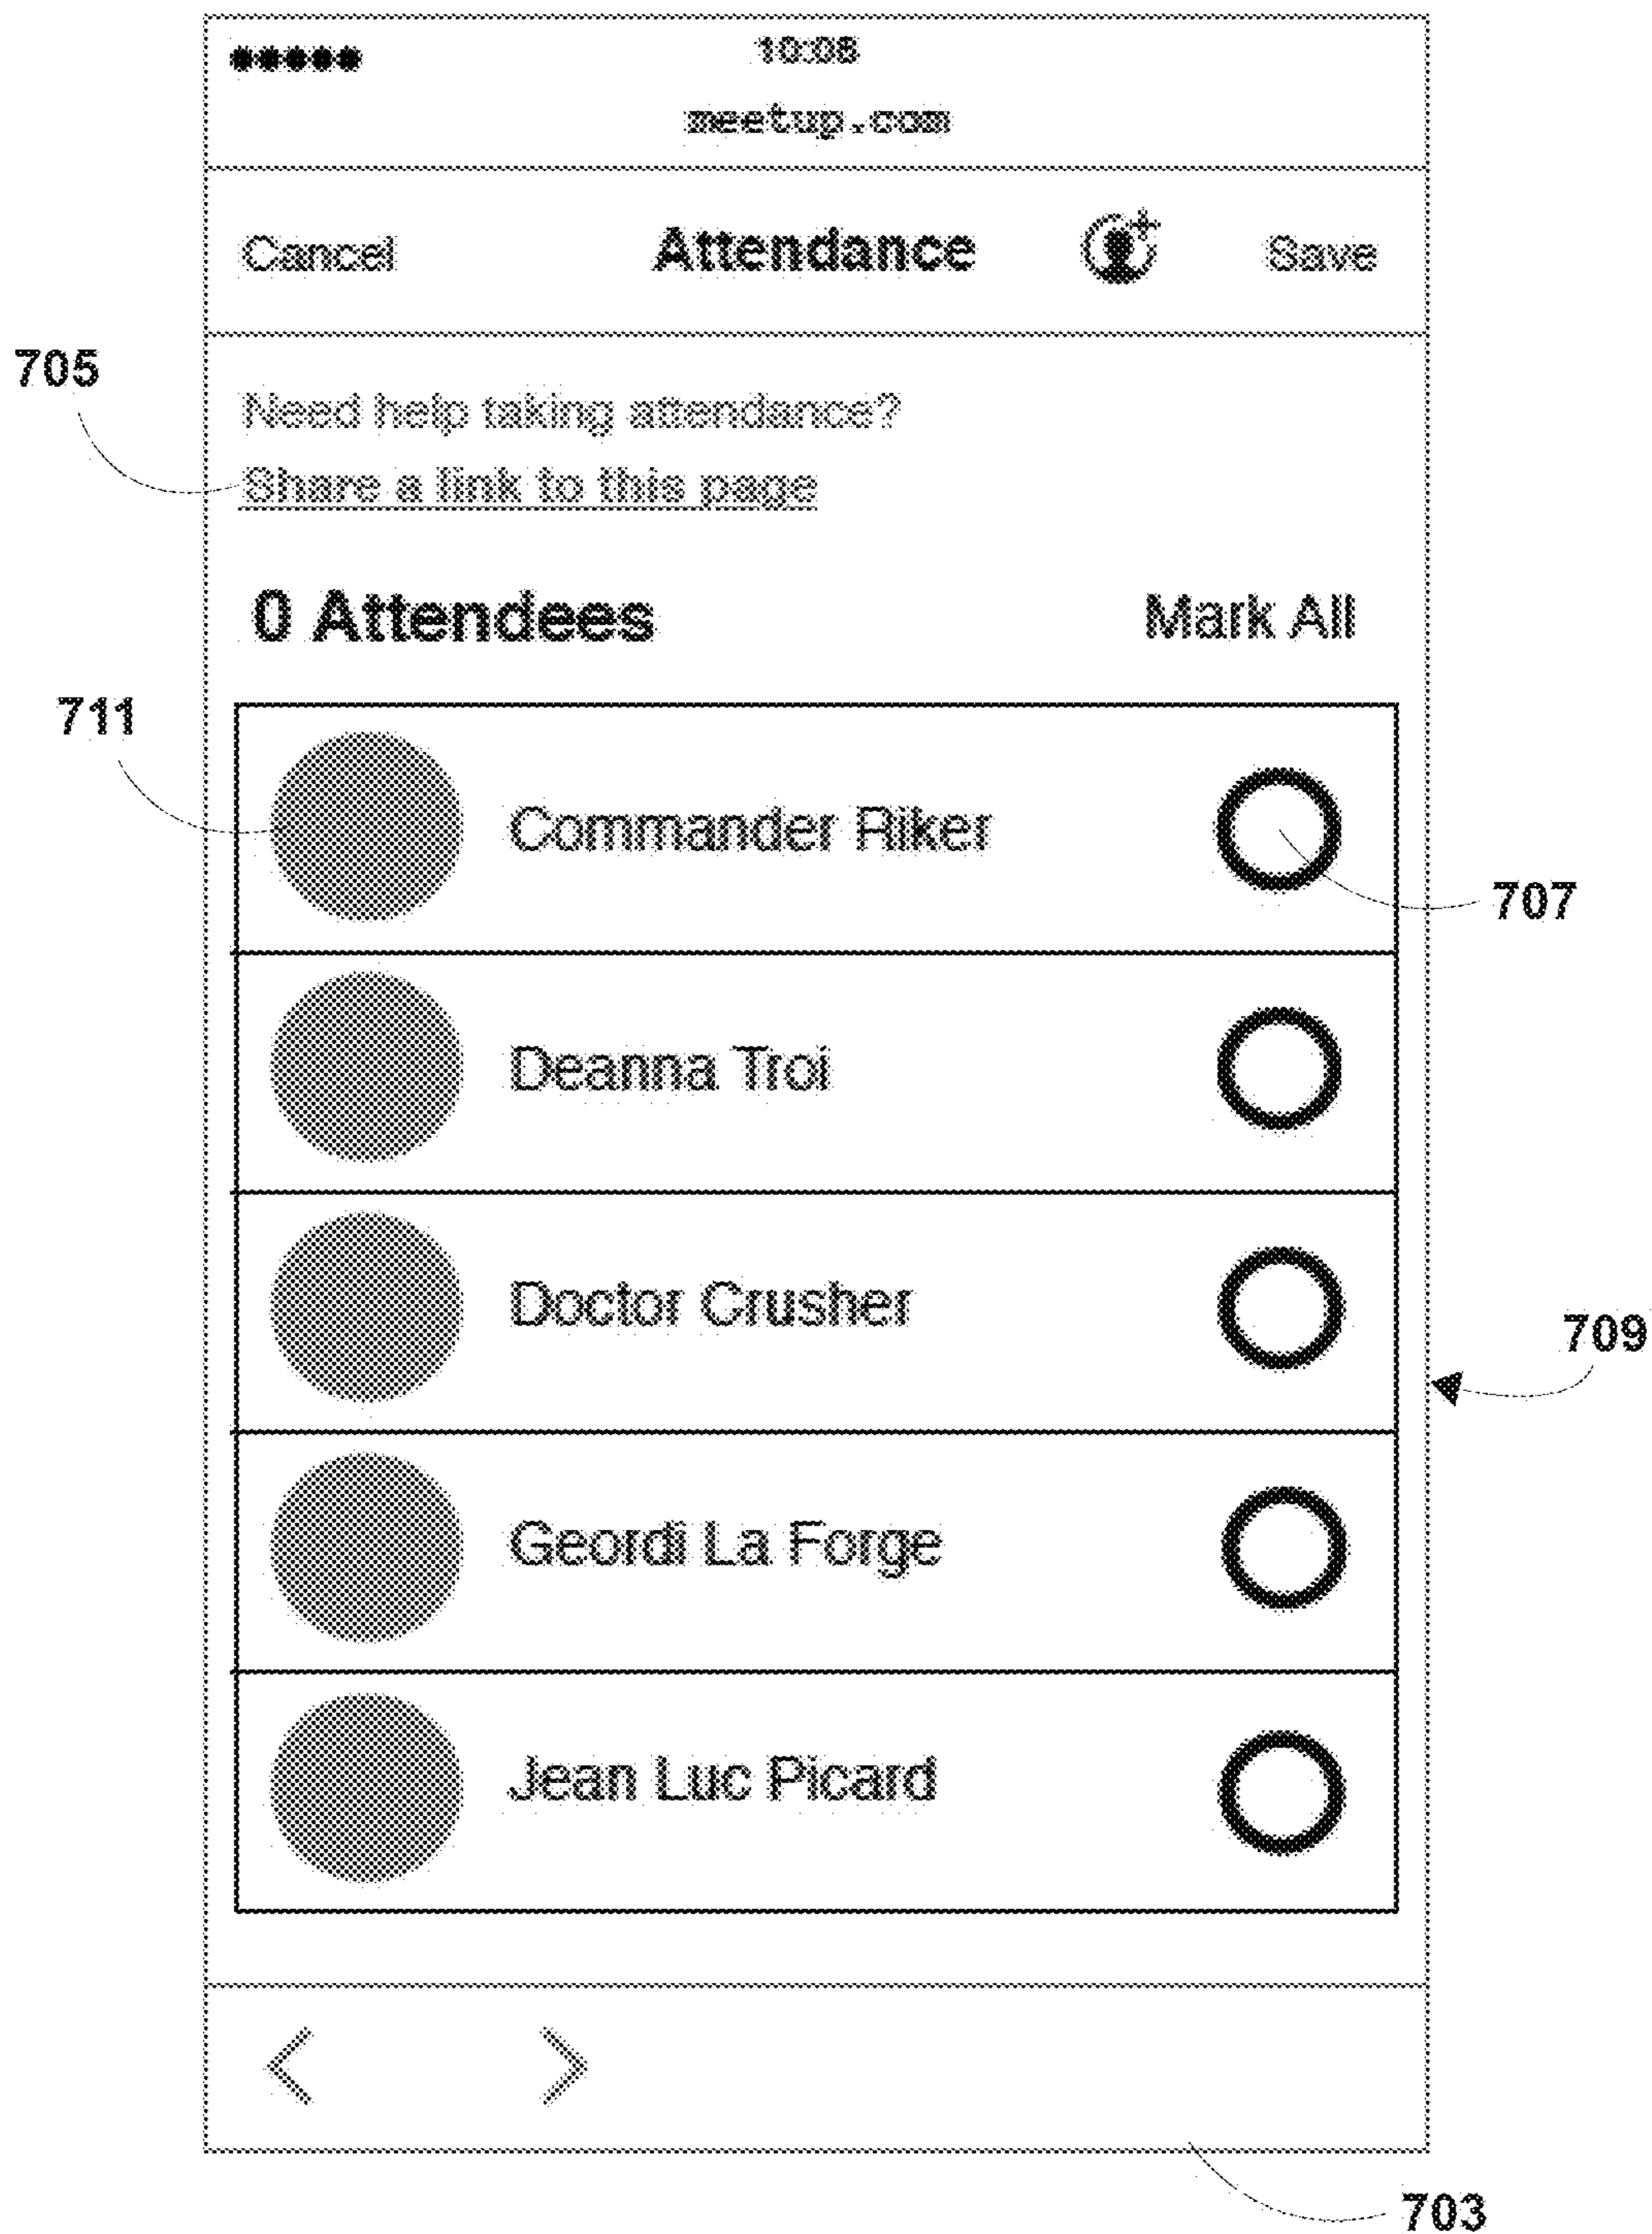 10:08
meetup.com
Cancel Attendance Save
705
Need help taking attendance?
Share a link to this page
0 Attendees Mark All
711
Commander Riker
707
Deanna Troi
Doctor Crusher
709
Geordi La Forge
Jean Luc Picard
703